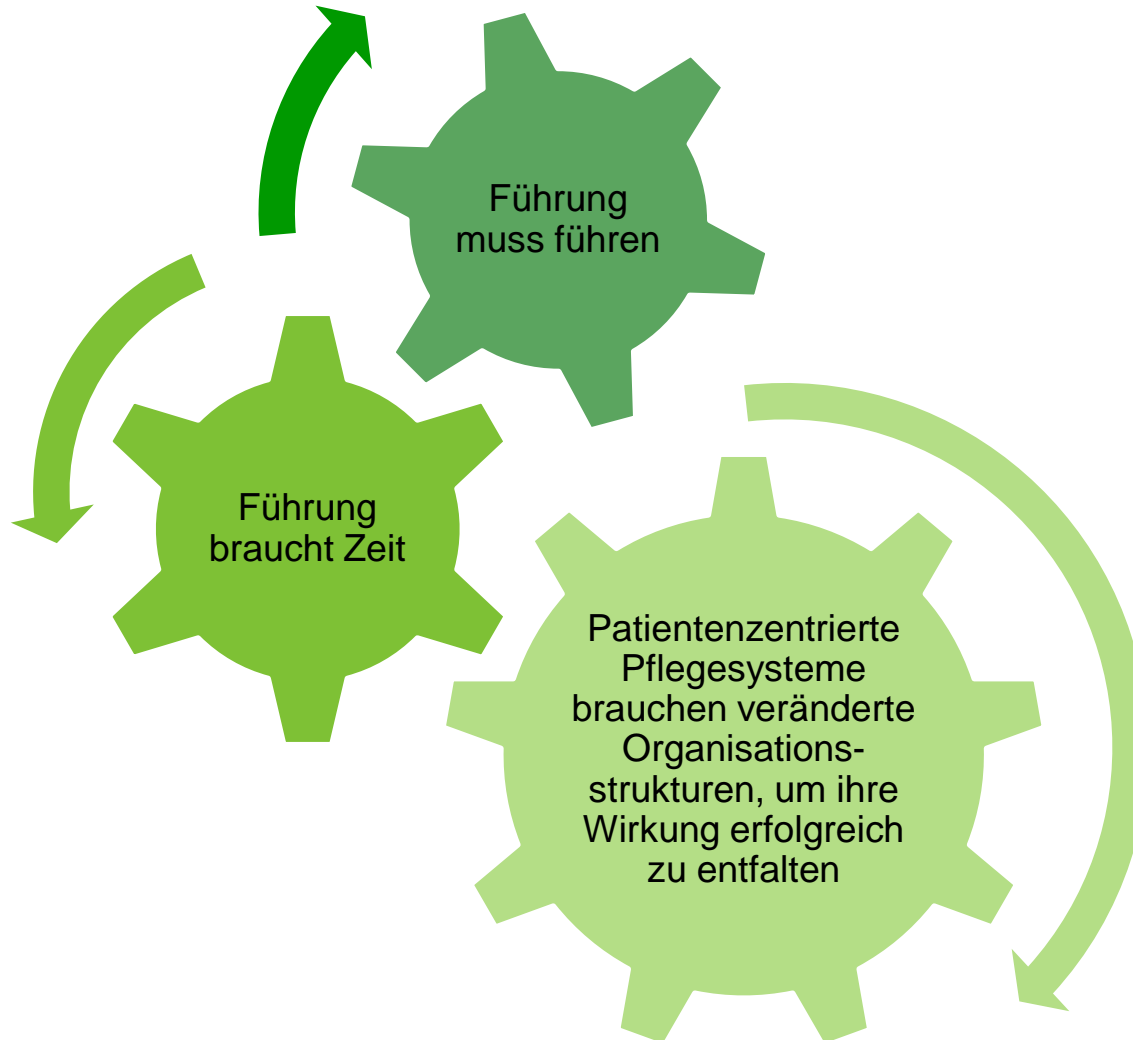 Führung
muss führen
Führung
braucht Zeit
Patientenzentrierte
Pflegesysteme
brauchen veränderte
Organisations-
strukturen, um ihre
Wirkung erfolgreich
zu entfalten